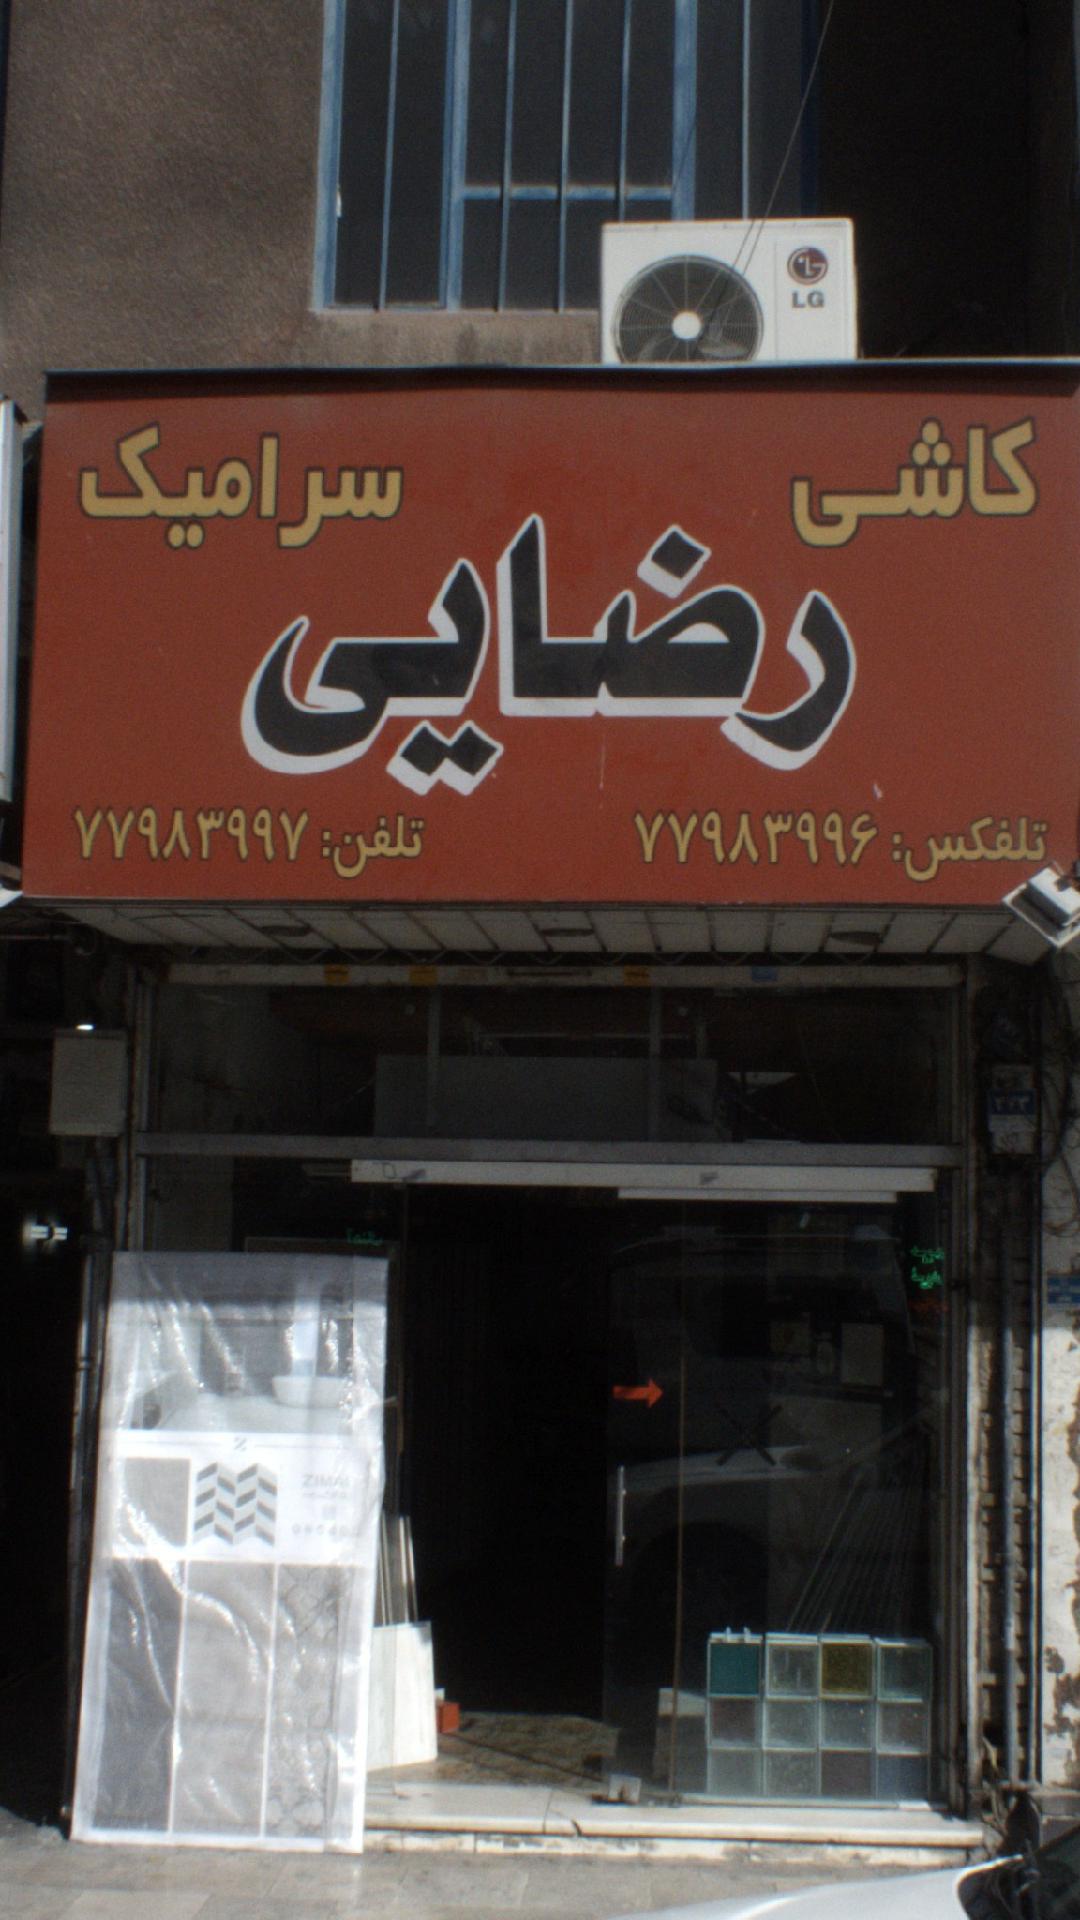 LG
کاشی سرامیک
رضایی
تلفکس: ۷۷۹۸۳۹۹۶ تلفن: ۷۷۹۸۳۹۹۷